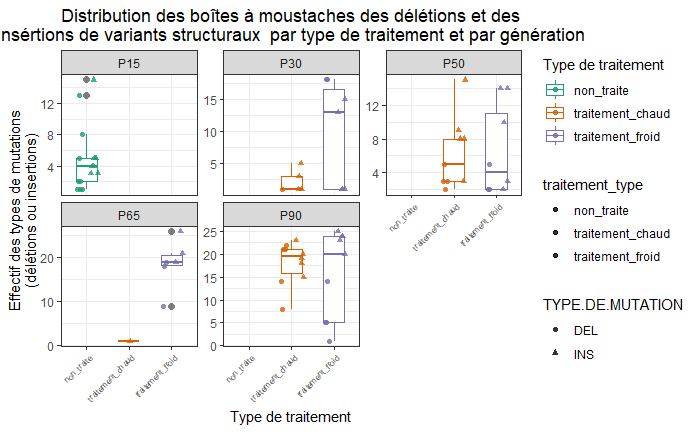 Distribution des boîtes à moustaches des délétions et des
nsértions de variants structuraux par type de traitement et par génération
P15
P30
P50
12
8
4
15
10
5
12
8
4
P65
P90
20
10
0
25
20
15
10
5
0
non_traite
traitement_chaud
traitement_froid
non_traite
traitement_chaud
traitement_froid
non_traite
traitement_chaud
traitement_froid
Type de traitement
Effectif des types de mutations
(délétions ou insertions)
Type de traitement
non_traite
traitement_chaud
traitement_froid
traitement_type
non_traite
traitement_chaud
traitement_froid
TYPE.DE.MUTATION
DEL
INS